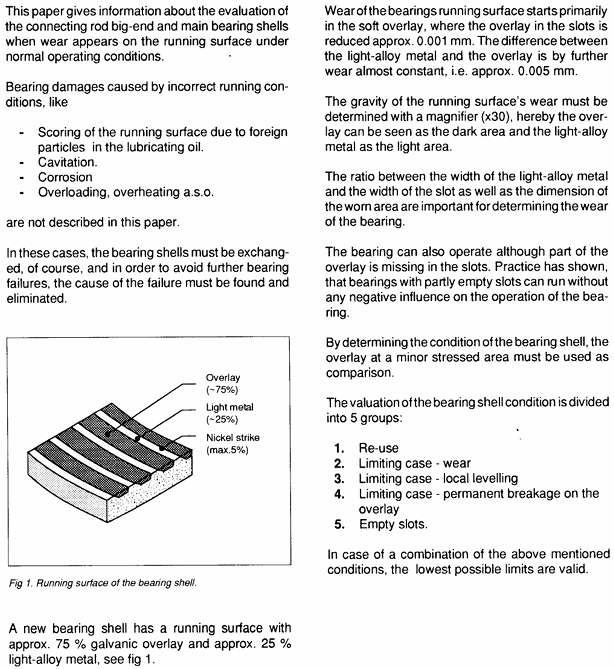 This paper gives information about the evaluation of
the connecting rod big-end and main bearing shells
when wear appears on the running surface under
normal operating conditions.
Bearing damages caused by incorrect running con-
ditions, like
- Scoring of the running surface due to foreign
particles in the lubricating oil.
- Cavitation.
- Corrosion
- Overloading, overheating a.s.o.
are not described in this paper.
In these cases, the bearing shells must be exchang-
ed, of course, and in order to avoid further bearing
failures, the cause of the failure must be found and
eliminated.
Overlay
(~75%)
Light metal
(~25%)
Nickel strike
(max.5%)
Fig 1. Running surface of the bearing shell.
A new bearing shell has a running surface with
approx. 75 % galvanic overlay and approx. 25 %
light-alloy metal, see fig 1.
Wear of the bearings running surface starts primarily
in the soft overlay, where the overlay in the slots is
reduced approx. 0.001 mm. The difference between
the light-alloy metal and the overlay is by further
wear almost constant, i.e. approx. 0.005 mm.
The gravity of the running surface's wear must be
determined with a magnifier (x30), hereby the over-
lay can be seen as the dark area and the light-alloy
metal as the light area.
The ratio between the width of the light-alloy metal
and the width of the slot as well as the dimension of
the worn area are important for determining the wear
of the bearing.
The bearing can also operate although part of the
overlay is missing in the slots. Practice has shown,
that bearings with partly empty slots can run without
any negative influence on the operation of the bea-
ring.
By determining the condition of the bearing shell, the
overlay at a minor stressed area must be used as
comparison.
The valuation of the bearing shell condition is divided
into 5 groups:
1. Re-use
2. Limiting case - wear
3. Limiting case - local levelling
4. Limiting case - permanent breakage on the
overlay
5. Empty slots.
In case of a combination of the above mentioned
conditions, the lowest possible limits are valid.